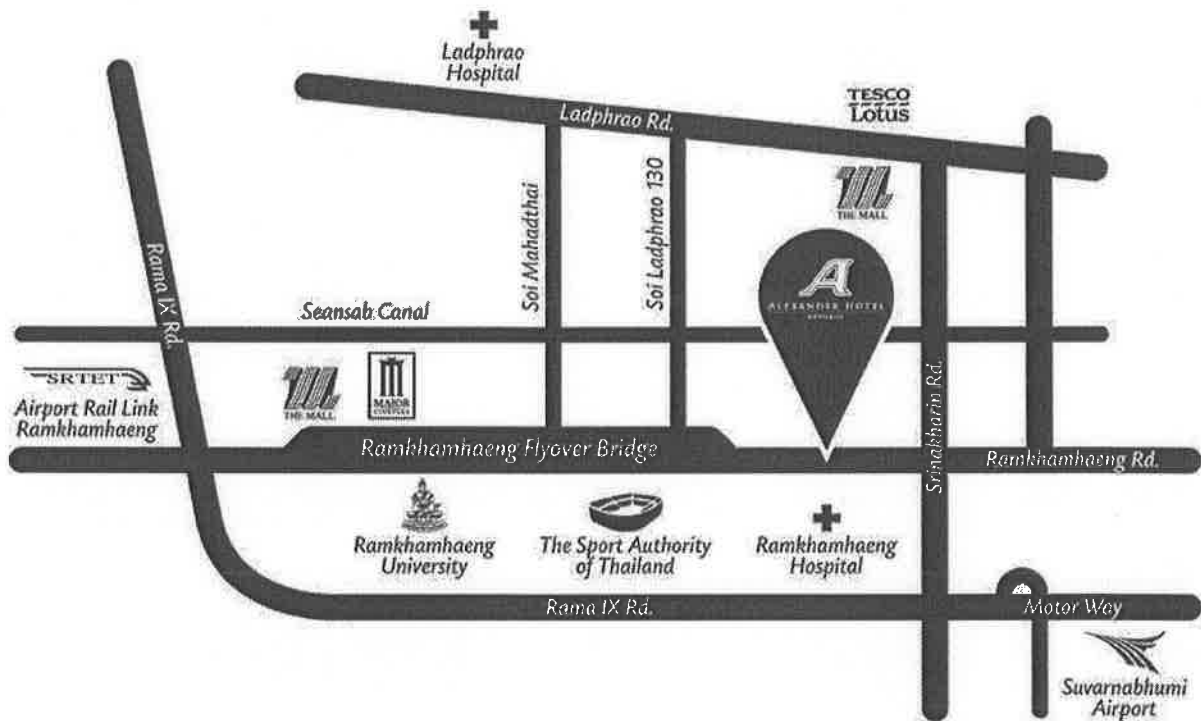 Ladphrao
Hospital
TESCO
Lotus
Ladphrao Rd.
THE MALL
Soi Mahadthai
Soi Ladphrao 130
Rama IX Rd.
A
ALEXANDER HOTEL
Seansab Canal
SRTET
Airport Rail Link
Ramkhamhaeng
THE MALL
MAJOR
CINEPLEX
Srinakharin Rd.
Ramkhamhaeng Flyover Bridge
Ramkhamhaeng Rd.
Ramkhamhaeng
University
The Sport Authority
of Thailand
Ramkhamhaeng
Hospital
Rama IX Rd.
Motor Way
Suvarnabhumi
Airport